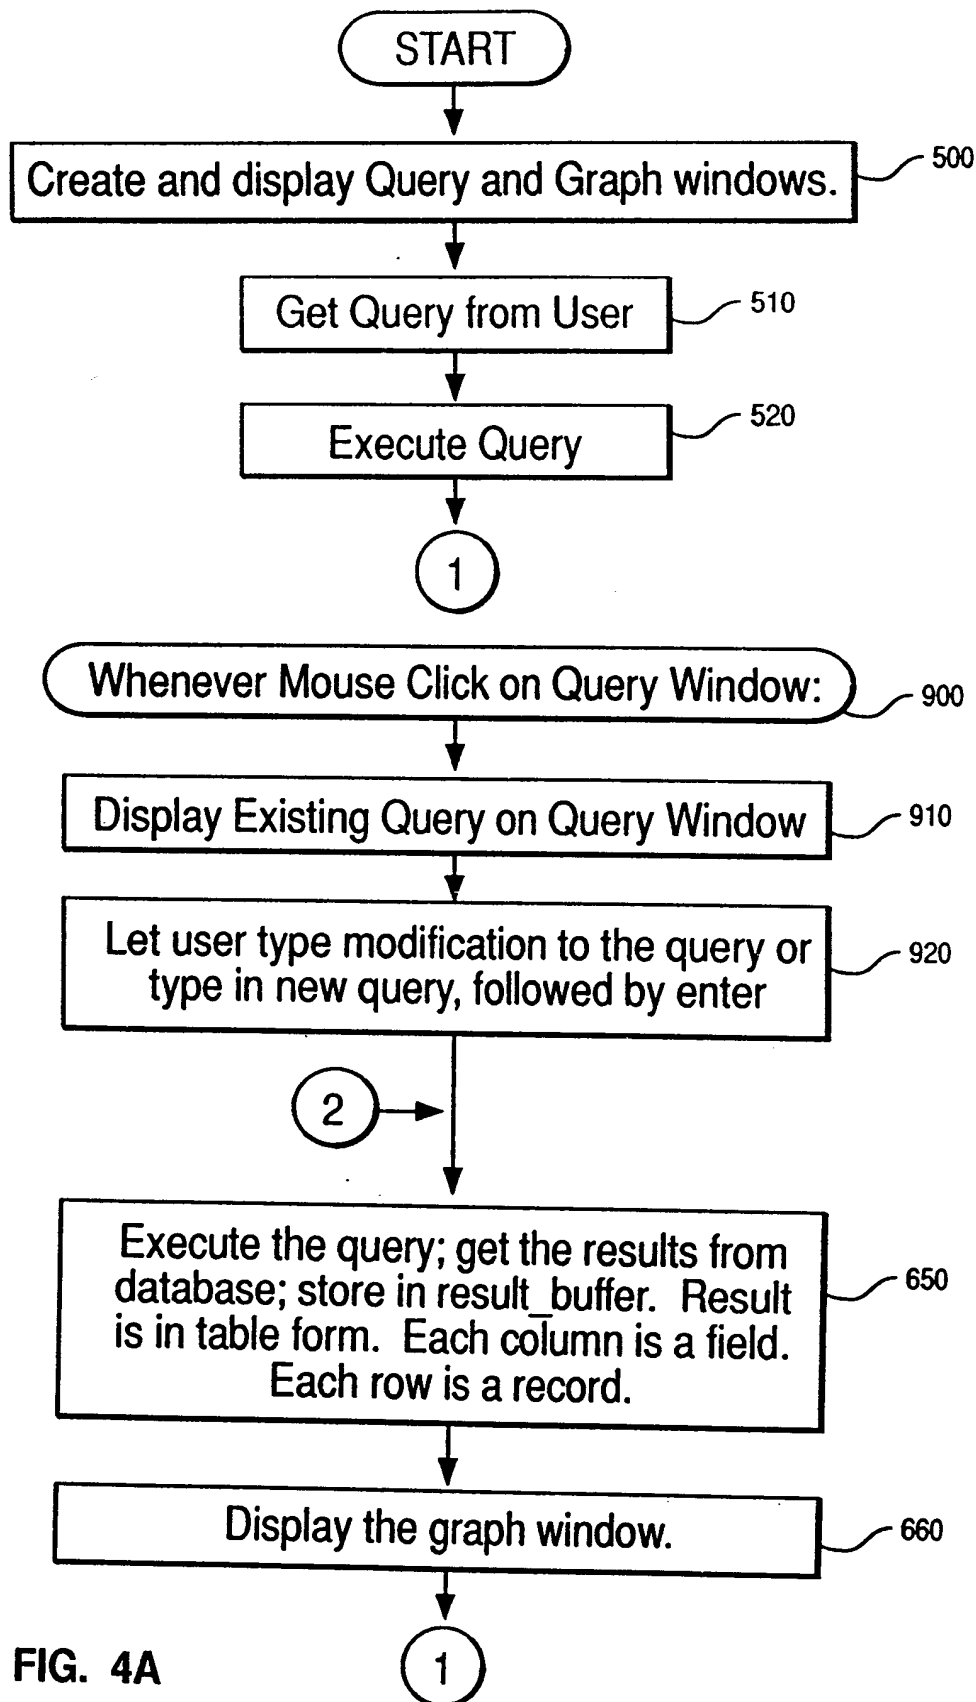 START
Create and display Query and Graph windows.
500
Get Query from User
510
Execute Query
520
1
Whenever Mouse Click on Query Window:
900
Display Existing Query on Query Window
910
Let user type modification to the query or
type in new query, followed by enter
920
2
Execute the query; get the results from
database; store in result_buffer. Result
is in table form. Each column is a field.
Each row is a record.
650
Display the graph window.
660
1
FIG. 4A